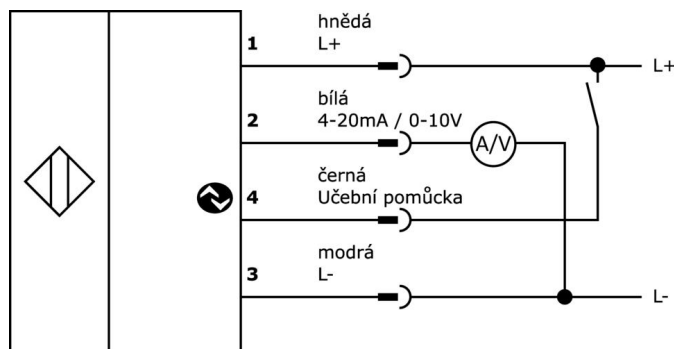 1
hnědá
L+
L+
2
bílá
4-20mA / 0-10V
A/V
4
černá
Učební pomůcka
3
modrá
L-
L-